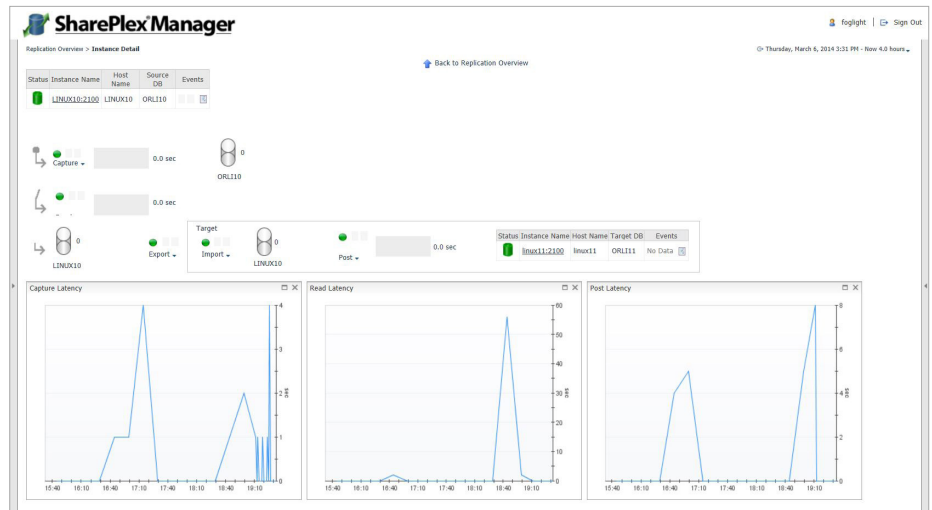 SharePlex Manager
foglight | Sign Out
Replication Overview > Instance Detail
Thursday, March 6, 2014 3:31 PM - Now 4.0 hours
Back to Replication Overview
Status Instance Name Host Name Source DB Events
LINUX10:2100 LINUX10 ORLI10
Capture 0.0 sec 0
ORLI10
0.0 sec
Target
0 0
Export Import Post 0.0 sec
LINUX10 LINUX10
Status Instance Name Host Name Target DB Events
linux11:2100 linux11 ORLI11 No Data
Capture Latency
4
3
2
1
0
secs
15:40 16:10 16:40 17:10 17:40 18:10 18:40 19:10
Read Latency
60
50
40
30
20
10
0
secs
15:40 16:10 16:40 17:10 17:40 18:10 18:40 19:10
Post Latency
8
6
4
2
0
secs
15:40 16:10 16:40 17:10 17:40 18:10 18:40 19:10